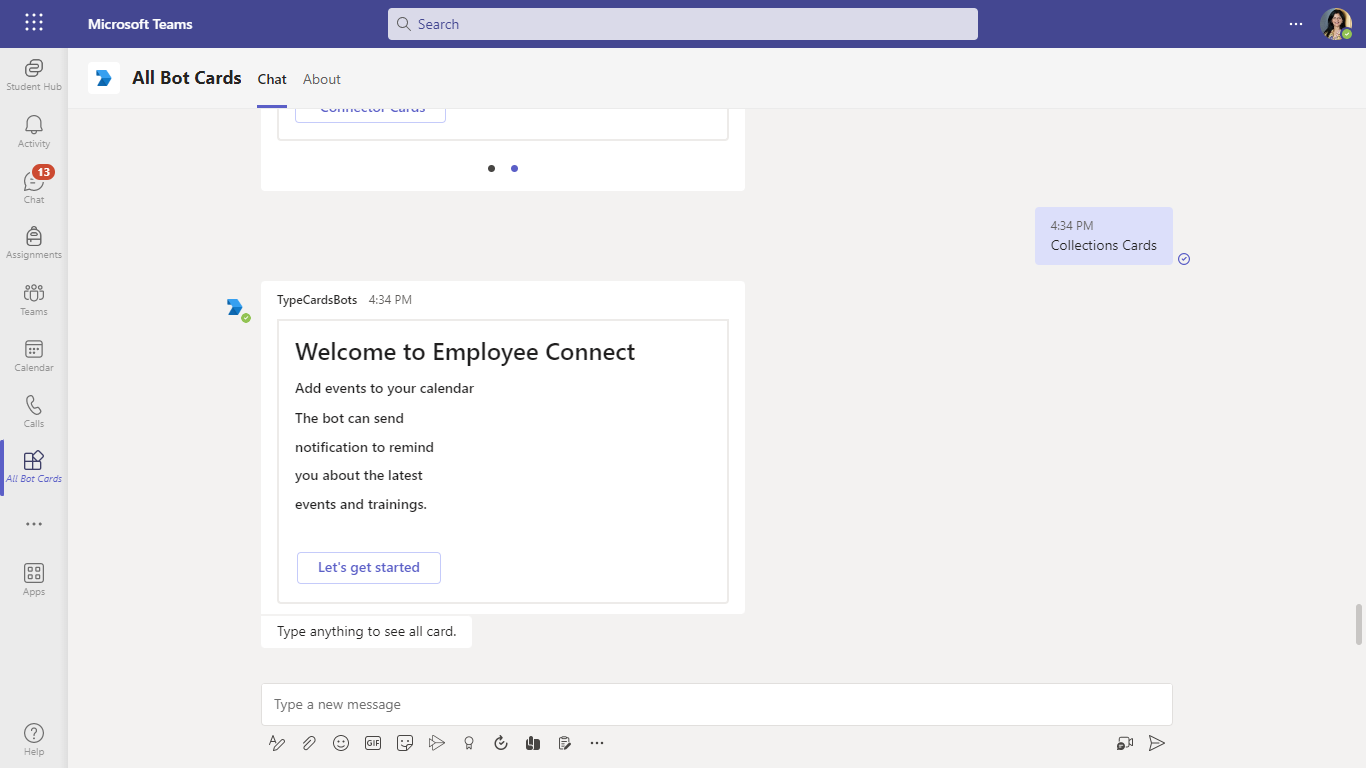 Microsoft Teams
Search
Student Hub
Activity
13
Chat
Assignments
Teams
Calendar
Calls
All Bot Cards
Apps
Help
All Bot Cards
Chat
About
Connector Cards
4:34 PM
Collections Cards
TypeCardsBots 4:34 PM
Welcome to Employee Connect
Add events to your calendar
The bot can send
notification to remind
you about the latest
events and trainings.
Let's get started
Type anything to see all card.
Type a new message
GIF